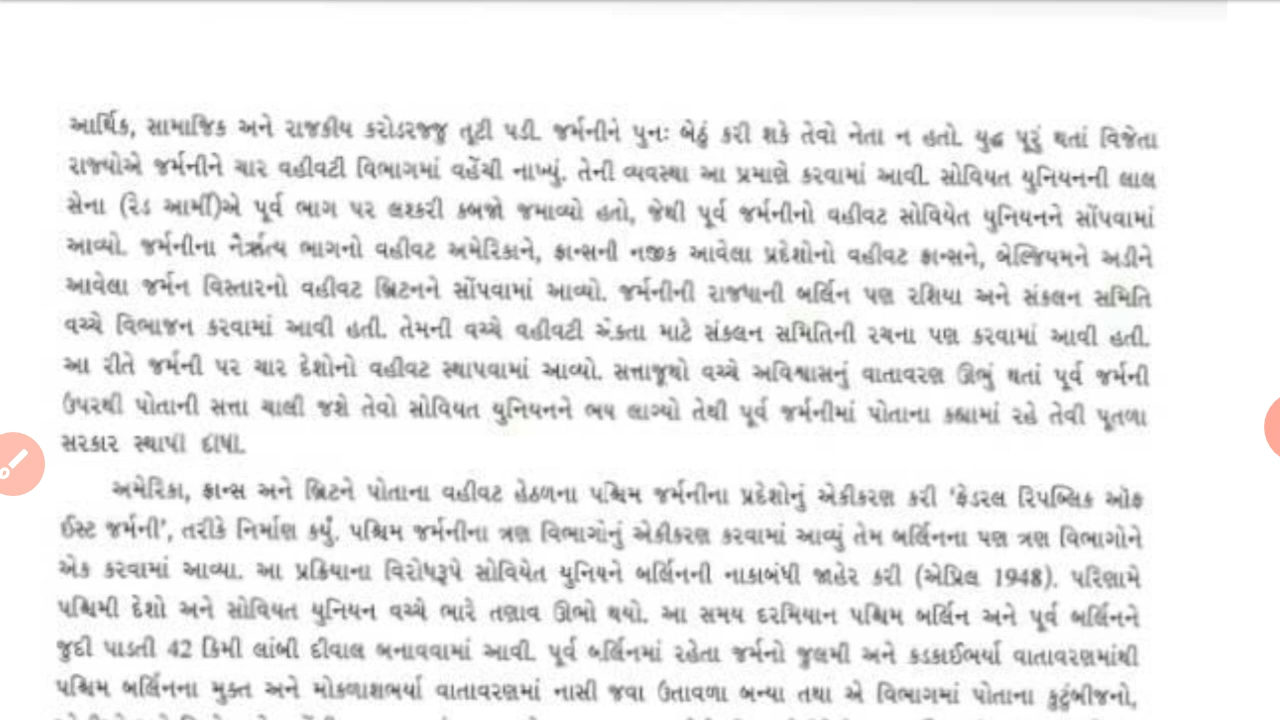 આર્થિક, સામાજિક અને રાજકીય કરોડરજ્જુ તૂટી પડી. જર્મનીને પુનઃ બેઠું કરી શકે તેવો નેતા ન હતો. યુદ્ધ પૂરું થતાં વિજેતા
રાજ્યોએ જર્મનીને ચાર વહીવટી વિભાગમાં વહેંચી નાખ્યું. તેની વ્યવસ્થા આ પ્રમાણે કરવામાં આવી. સોવિયત યુનિયનની લાલ
સેના (રેડ આર્મી)એ પૂર્વ ભાગ પર લશ્કરી કબજો જમાવ્યો હતો, જેથી પૂર્વ જર્મનીનો વહીવટ સોવિયેત યુનિયનને સોંપવામાં
આવ્યો. જર્મનીના નૈર્ઋત્ય ભાગનો વહીવટ અમેરિકાને, ફ્રાન્સની નજીક આવેલા પ્રદેશોનો વહીવટ ફ્રાન્સને, બેલ્જિયમને અડીને
આવેલા જર્મન વિસ્તારનો વહીવટ બ્રિટનને સોંપવામાં આવ્યો. જર્મનીની રાજધાની બર્લિન પણ રશિયા અને સંકલન સમિતિ
વચ્ચે વિભાજન કરવામાં આવી હતી. તેમની વચ્ચે વહીવટી એકતા માટે સંકલન સમિતિની રચના પણ કરવામાં આવી હતી.
આ રીતે જર્મની પર ચાર દેશોનો વહીવટ સ્થાપવામાં આવ્યો. સત્તાજૂથો વચ્ચે અવિશ્વાસનું વાતાવરણ ઊભું થતાં પૂર્વ જર્મની
ઉપરથી પોતાની સત્તા ચાલી જશે તેવો સોવિયત યુનિયનને ભય લાગ્યો તેથી પૂર્વ જર્મનીમાં પોતાના કહ્યામાં રહે તેવી પૂતળા
સરકાર સ્થાપી દીધી.
અમેરિકા, ફ્રાન્સ અને બ્રિટને પોતાના વહીવટ હેઠળના પશ્ચિમ જર્મનીના પ્રદેશોનું એકીકરણ કરી ‘ફેડરલ રિપબ્લિક ઑફ
ઈસ્ટ જર્મની’, તરીકે નિર્માણ કર્યું. પશ્ચિમ જર્મનીના ત્રણ વિભાગોનું એકીકરણ કરવામાં આવ્યું તેમ બર્લિનના પણ ત્રણ વિભાગોને
એક કરવામાં આવ્યા. આ પ્રક્રિયાના વિરોધરૂપે સોવિયેત યુનિયને બર્લિનની નાકાબંધી જાહેર કરી (એપ્રિલ 1948). પરિણામે
પશ્ચિમી દેશો અને સોવિયત યુનિયન વચ્ચે ભારે તણાવ ઊભો થયો. આ સમય દરમિયાન પશ્ચિમ બર્લિન અને પૂર્વ બર્લિનને
જુદી પાડતી 42 કિમી લાંબી દીવાલ બનાવવામાં આવી. પૂર્વ બર્લિનમાં રહેતા જર્મનો જુલમી અને કડકાઈભર્યા વાતાવરણમાંથી
પશ્ચિમ બર્લિનના મુક્ત અને મોકળાશભર્યા વાતાવરણમાં નાસી જવા ઉતાવળા બન્યા તથા એ વિભાગમાં પોતાના કુટુંબીજનો,